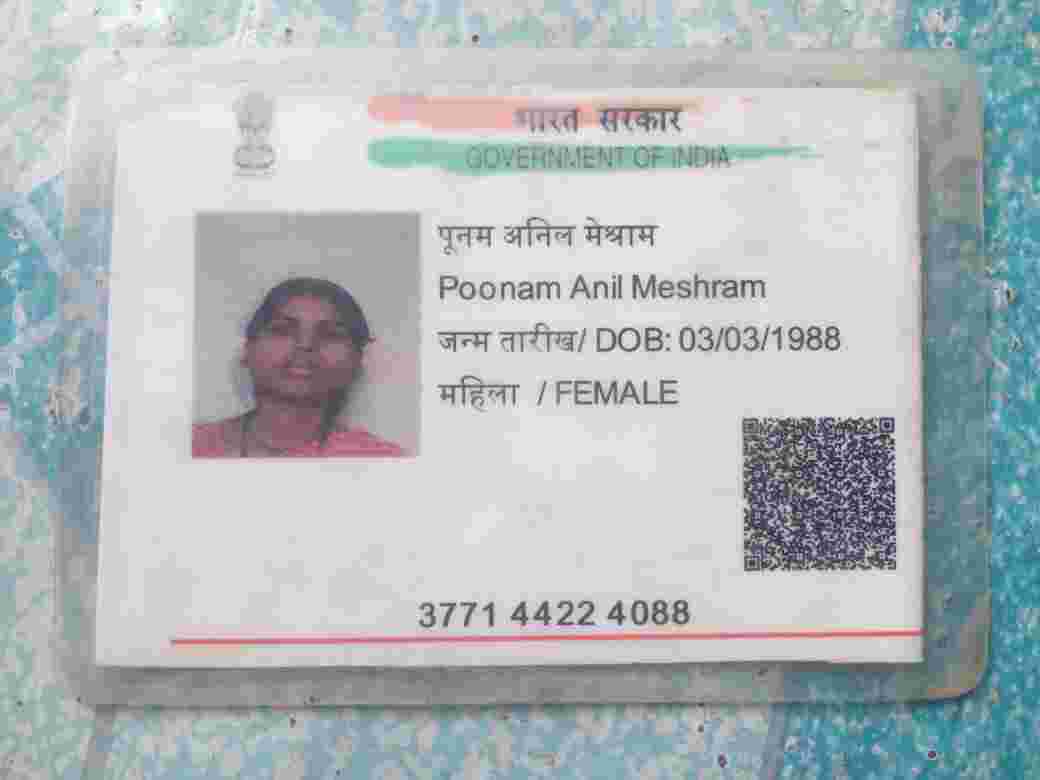 भारत सरकार
GOVERNMENT OF INDIA
पूनम अनिल मेश्राम
Poonam Anil Meshram
जन्म तारीख/ DOB: 03/03/1988
महिला / FEMALE
3771 4422 4088